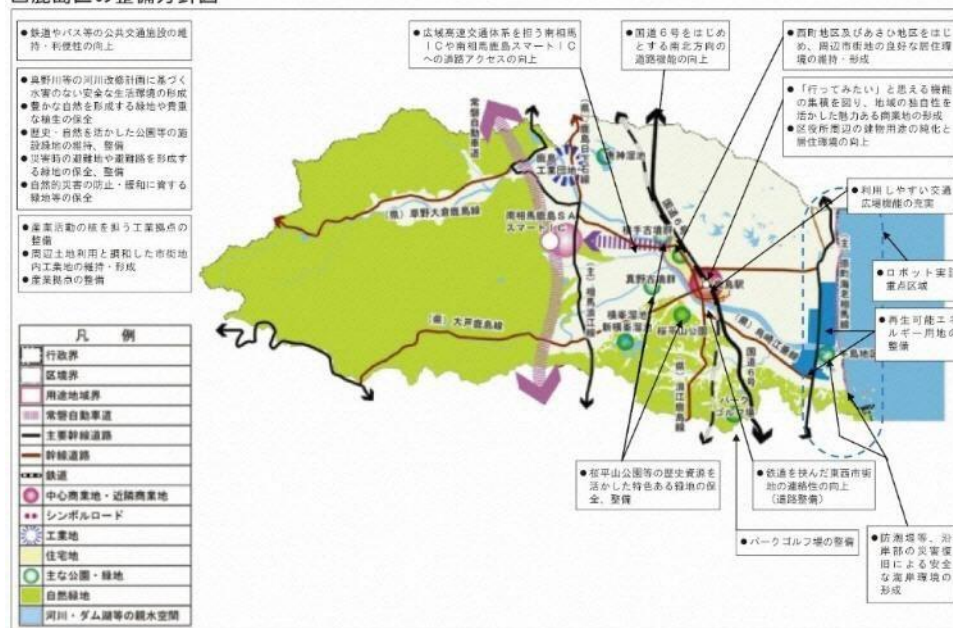 □鹿島区の整備方針図
●鉄道やバス等の公共交通施設の維
持・利便性の向上
●真野川等の河川改修計画に基づく
水害のない安全な生活環境の形成
●豊かな自然を形成する緑地や貴重
な植生の保全
●歴史・自然を活かした公園等の施
設緑地の維持、整備
●災害時の避難地や避難路を形成す
る緑地の保全、整備
●自然的災害の防止・緩和に資する
緑地等の保全
●産業活動の核を担う工業拠点の
整備
●周辺土地利用と調和した市街地
内工業地の維持・形成
●産業拠点の整備
●広域高速交通体系を担う南相馬
ICや南相馬鹿島スマートIC
への道路アクセスの向上
●国道6号をはじめ
とする南北方向の
道路機能の向上
●西町地区及びあさひ地区をはじ
め、周辺市街地の良好な居住環
境の維持・形成
●「行ってみたい」と思える機能
の集積を図り、地域の独自性を
活かした魅力ある商業地の形成
●区役所周辺の建物用途の純化と
居住環境の向上
●利用しやすい交通
広場機能の充実
●ロボット実証
重点区域
●再生可能エネ
ルギー用地の
整備
常磐自動車道
鹿島
工業団地
(県)草野大倉鹿島線
南相馬鹿島SA
スマートIC
横手古墳群
国道6号
真野古墳群
鹿島駅
(主)相馬浪江線
(県)大芦鹿島線
桜平山公園
国道6号
(県)浪江鹿島線
パーク
ゴルフ場
●桜平山公園等の歴史資源を
活かした特色ある緑地の保
全、整備
●鉄道を挟んだ東西市街
地の連絡性の向上
(道路整備)
●パークゴルフ場の整備
●防潮堤等、沿
岸部の災害復
旧による安全
な海岸環境の
形成
凡 例
行政界
区境界
用途地域界
常磐自動車道
主要幹線道路
幹線道路
鉄道
中心商業地・近隣商業地
シンボルロード
工業地
住宅地
主な公園・緑地
自然緑地
河川・ダム湖等の親水空間